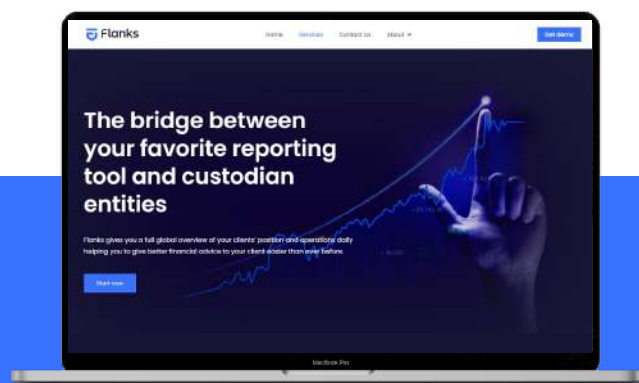 Flanks
Home Services Contact Us About
Get demo
The bridge between
your favorite reporting
tool and custodian
entities
Flanks gives you a full global overview of your clients' position and operations daily
helping you to give better financial advice to your client easier than ever before.
Start now
MacBook Pro